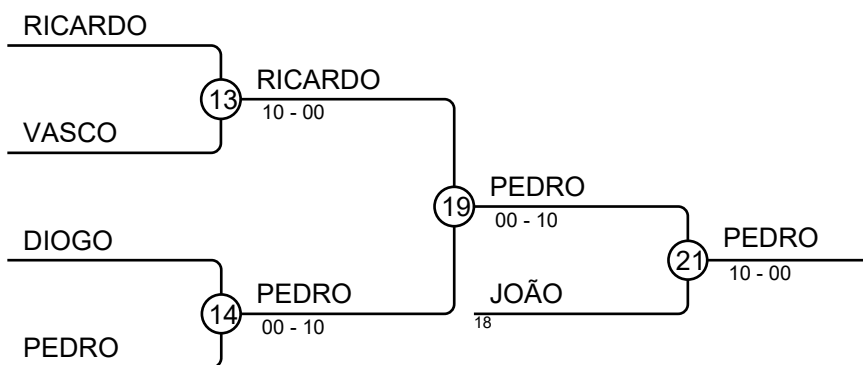 RICARDO
13
RICARDO
10 - 00
VASCO
19
PEDRO
00 - 10
DIOGO
21
PEDRO
10 - 00
14
PEDRO
00 - 10
JOÃO
18
PEDRO